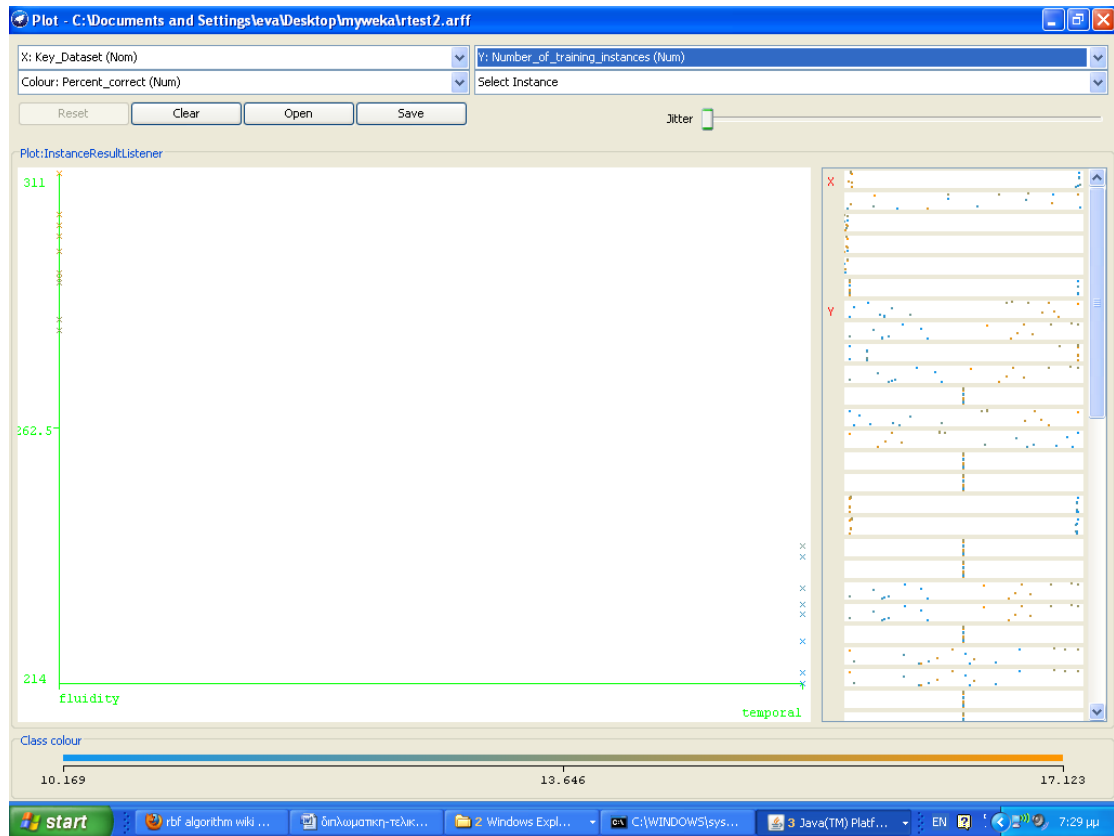 Plot - C:\Documents and Settings\eva\Desktop\myweka\rtest2.arff
X: Key_Dataset (Nom)
Y: Number_of_training_instances (Num)
Colour: Percent_correct (Num)
Select Instance
Reset
Clear
Open
Save
Jitter
Plot:InstanceResultListener
311
262.5
214
fluidity
temporal
X
Y
Class colour
10.169
13.646
17.123
start
rbf algorithm wiki ...
διπλωματικη-τελικ...
2 Windows Expl...
C:\WINDOWS\sys...
3 Java(TM) Platf...
EN
7:29 μμ